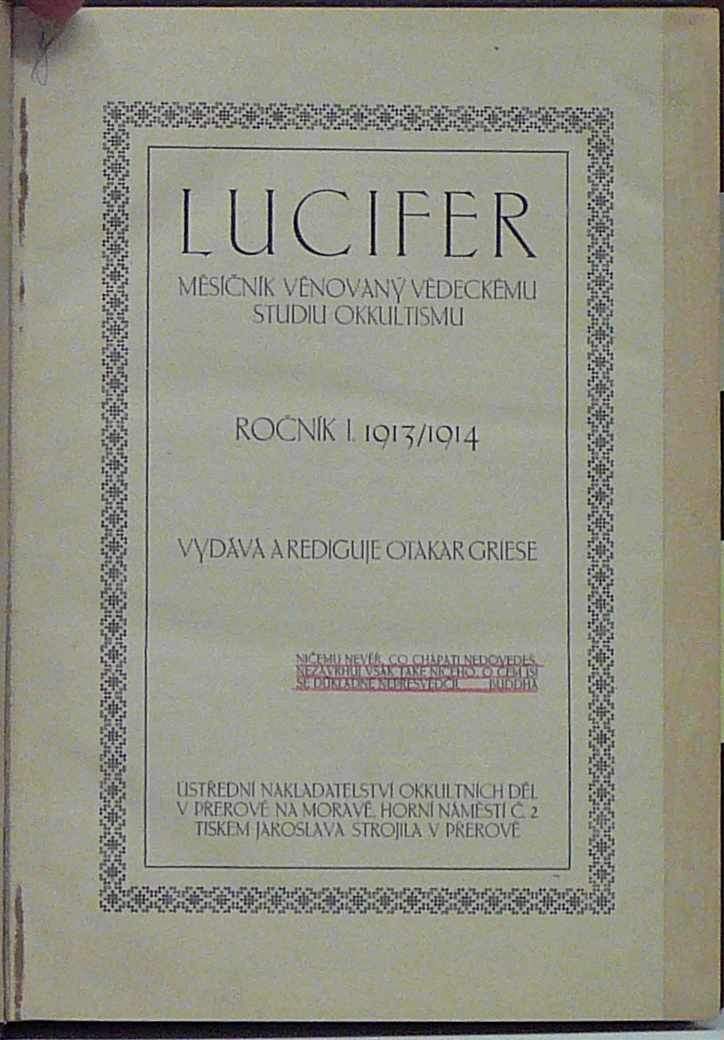 LUCIFER
MĚSÍČNÍK VĚNOVANÝ VĚDECKÉMU
STUDIU OKKULTISMU
ROČNÍK I. 1913/1914
VYDÁVÁ A REDIGUJE OTAKAR GRIESE
NIČEMU NEVĚŘ, CO CHÁPATI NEDOVEDEŠ,
NEZAVRHUJ VŠAK TAKÉ NIČEHO, O ČEM JSI
SE DŮKLADNĚ NEPŘESVĚDČIL. BUDDHA
ÚSTŘEDNÍ NAKLADATELSTVÍ OKKULTNÍCH DĚL
V PŘEROVĚ NA MORAVĚ, HORNÍ NÁMĚSTÍ Č. 2
TISKEM JAROSLAVA STROJILA V PŘEROVĚ